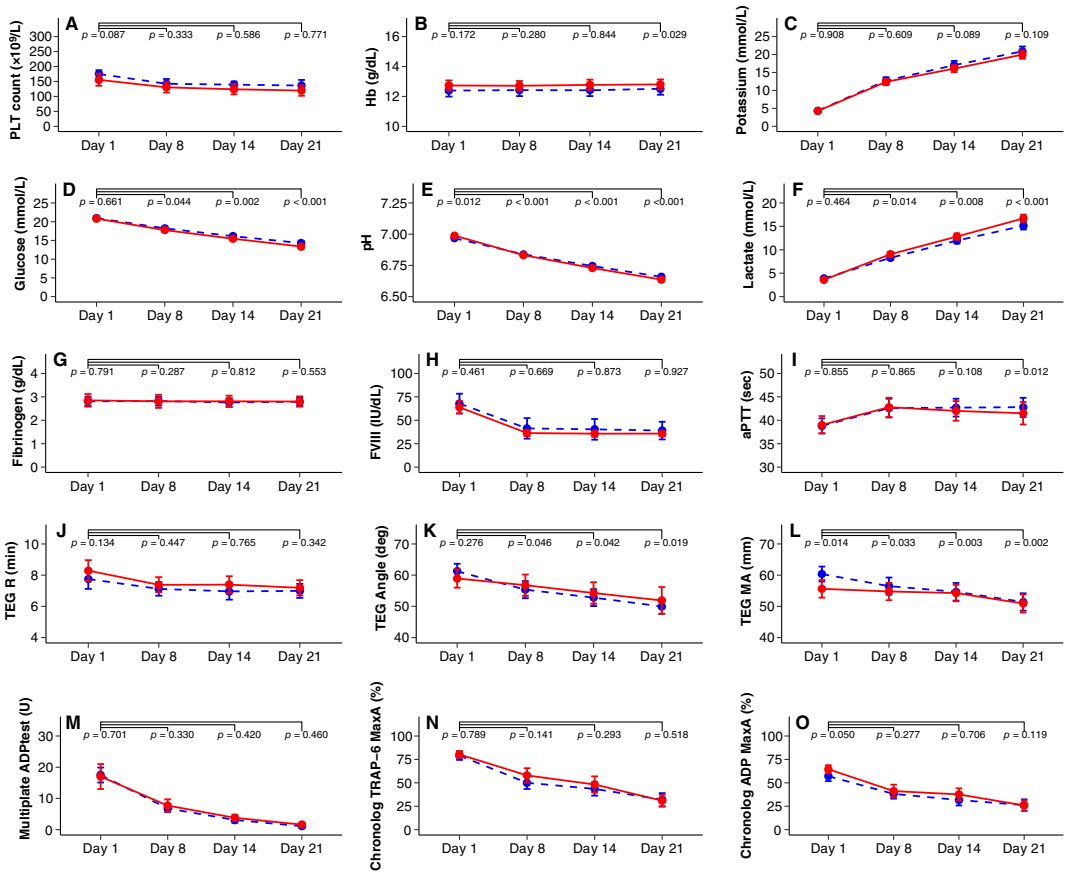 A
PLT count (×10⁹/L)
300
250
200
150
100
50
0
p = 0.087 p = 0.333 p = 0.586 p = 0.771
Day 1 Day 8 Day 14 Day 21
B
Hb (g/dL)
16
14
12
10
p = 0.172 p = 0.280 p = 0.844 p = 0.029
Day 1 Day 8 Day 14 Day 21
C
Potassium (mmol/L)
25
20
15
10
5
0
p = 0.908 p = 0.609 p = 0.089 p = 0.109
Day 1 Day 8 Day 14 Day 21
D
Glucose (mmol/L)
25
20
15
10
5
0
p = 0.661 p = 0.044 p = 0.002 p < 0.001
Day 1 Day 8 Day 14 Day 21
E
pH
7.25
7.00
6.75
6.50
p = 0.012 p < 0.001 p < 0.001 p < 0.001
Day 1 Day 8 Day 14 Day 21
F
Lactate (mmol/L)
20
15
10
5
0
p = 0.464 p = 0.014 p = 0.008 p < 0.001
Day 1 Day 8 Day 14 Day 21
G
Fibrinogen (g/dL)
4
3
2
1
0
p = 0.791 p = 0.287 p = 0.812 p = 0.553
Day 1 Day 8 Day 14 Day 21
H
FVIII (IU/dL)
100
75
50
25
0
p = 0.461 p = 0.669 p = 0.873 p = 0.927
Day 1 Day 8 Day 14 Day 21
I
aPTT (sec)
50
45
40
35
30
p = 0.855 p = 0.865 p = 0.108 p = 0.012
Day 1 Day 8 Day 14 Day 21
J
TEG R (min)
10
8
6
4
p = 0.134 p = 0.447 p = 0.765 p = 0.342
Day 1 Day 8 Day 14 Day 21
K
TEG Angle (deg)
70
60
50
40
p = 0.276 p = 0.046 p = 0.042 p = 0.019
Day 1 Day 8 Day 14 Day 21
L
TEG MA (mm)
70
60
50
40
p = 0.014 p = 0.033 p = 0.003 p = 0.002
Day 1 Day 8 Day 14 Day 21
M
Multiplate ADPtest (U)
30
20
10
0
p = 0.701 p = 0.330 p = 0.420 p = 0.460
Day 1 Day 8 Day 14 Day 21
N
Chronolog TRAP−6 MaxA (%)
100
75
50
25
0
p = 0.789 p = 0.141 p = 0.293 p = 0.518
Day 1 Day 8 Day 14 Day 21
O
Chronolog ADP MaxA (%)
100
75
50
25
0
p = 0.050 p = 0.277 p = 0.706 p = 0.119
Day 1 Day 8 Day 14 Day 21